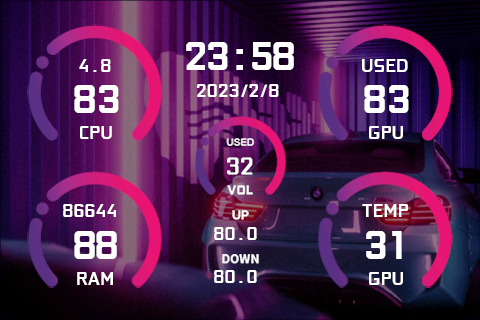 23:58
2023/2/8
4.8
83
CPU
USED
83
GPU
USED
32
VOL
86644
88
RAM
UP
80.0
DOWN
80.0
TEMP
31
GPU